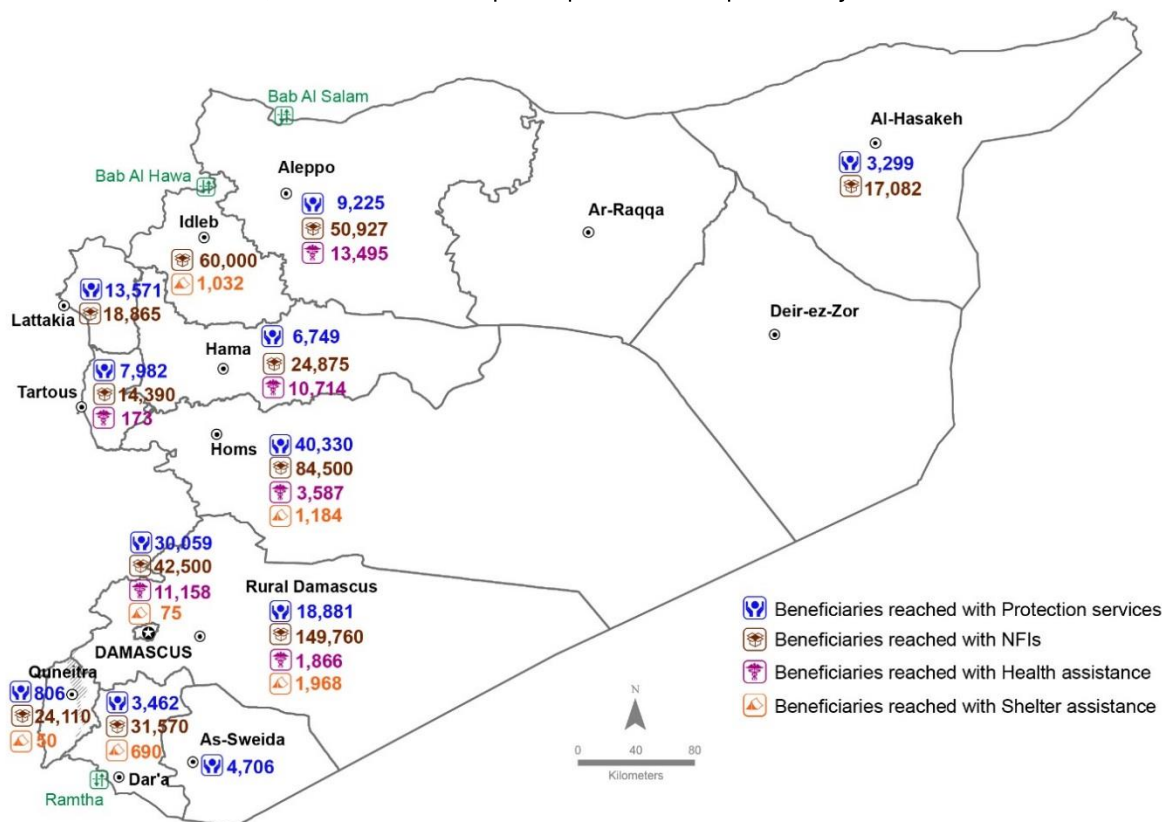 Bab Al Salam
Al-Hasakeh
3,299
17,082
Bab Al Hawa
Aleppo
9,225
50,927
13,495
Ar-Raqqa
Idleb
60,000
1,032
13,571
18,865
Lattakia
Deir-ez-Zor
Hama
6,749
24,875
10,714
7,982
14,390
173
Tartous
Homs
40,330
84,500
3,587
1,184
30,059
42,500
11,158
75
DAMASCUS
Rural Damascus
18,881
149,760
1,866
1,968
Quneitra
806
24,110
50
3,462
31,570
690
Dar'a
As-Sweida
4,706
Ramtha
N
0 40 80
Kilometers
Beneficiaries reached with Protection services
Beneficiaries reached with NFIs
Beneficiaries reached with Health assistance
Beneficiaries reached with Shelter assistance